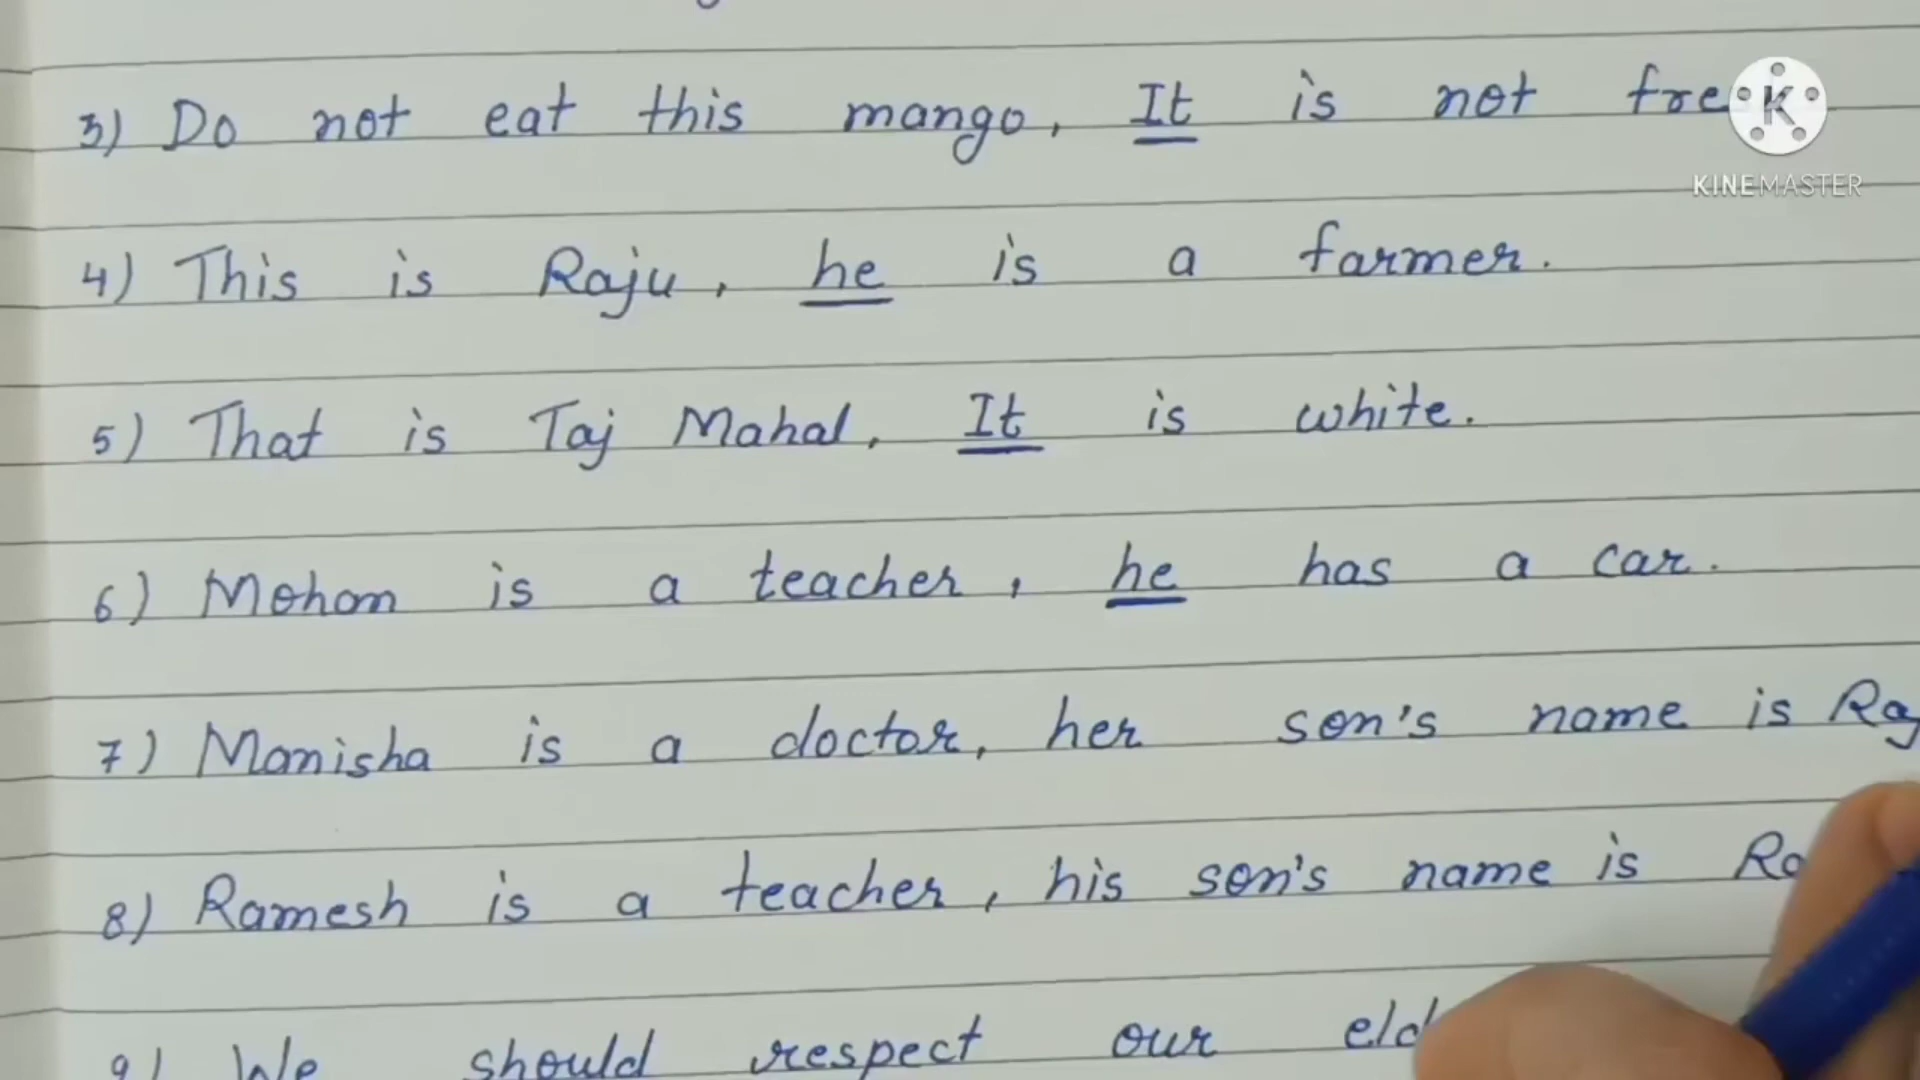 3) Do not eat this mango, It is not
4) This is Raju, he is a farmer.
5) That is Taj Mahal, It is white.
6) Mohan is a teacher, he has a car.
7) Manisha is a doctor, her son's name is
8) Ramesh is a teacher, his son's name is
9) We should respect our
KINEMASTER